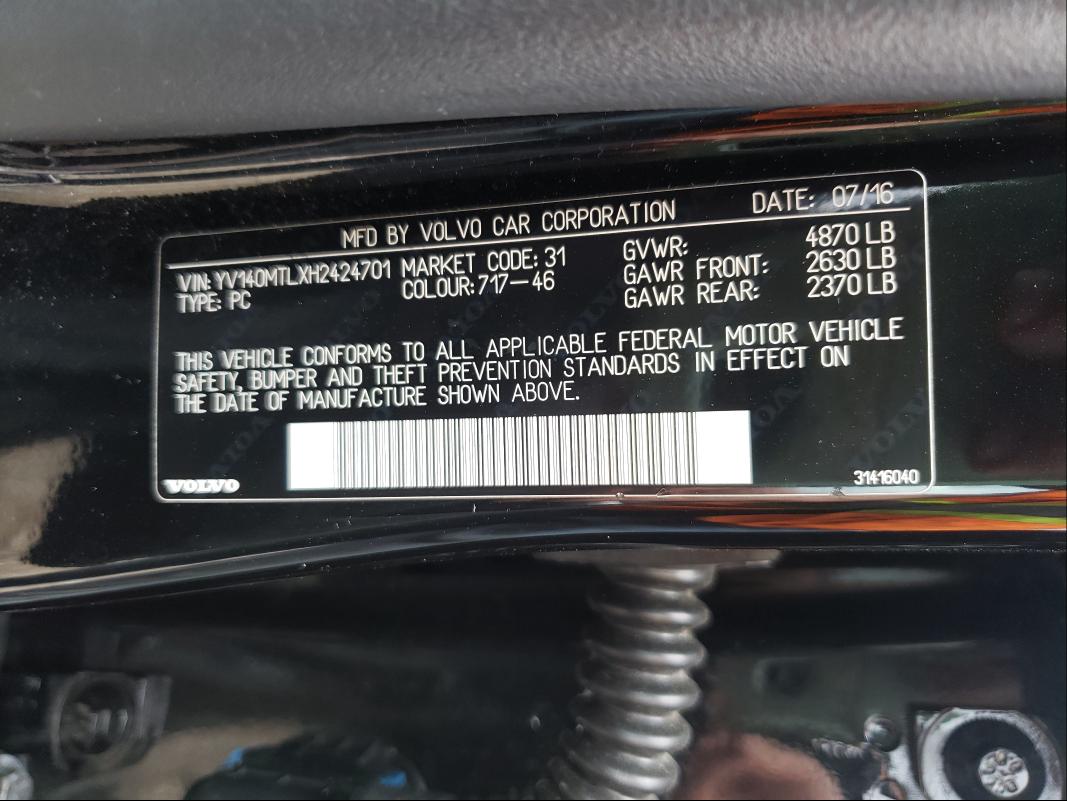 MFD BY VOLVO CAR CORPORATION DATE: 07/16
VIN: YV140MTLXH2424701 MARKET CODE: 31 GVWR: 4870 LB
TYPE: PC COLOUR:717-46 GAWR FRONT: 2630 LB
GAWR REAR: 2370 LB
THIS VEHICLE CONFORMS TO ALL APPLICABLE FEDERAL MOTOR VEHICLE
SAFETY, BUMPER AND THEFT PREVENTION STANDARDS IN EFFECT ON
THE DATE OF MANUFACTURE SHOWN ABOVE.
VOLVO 31416040